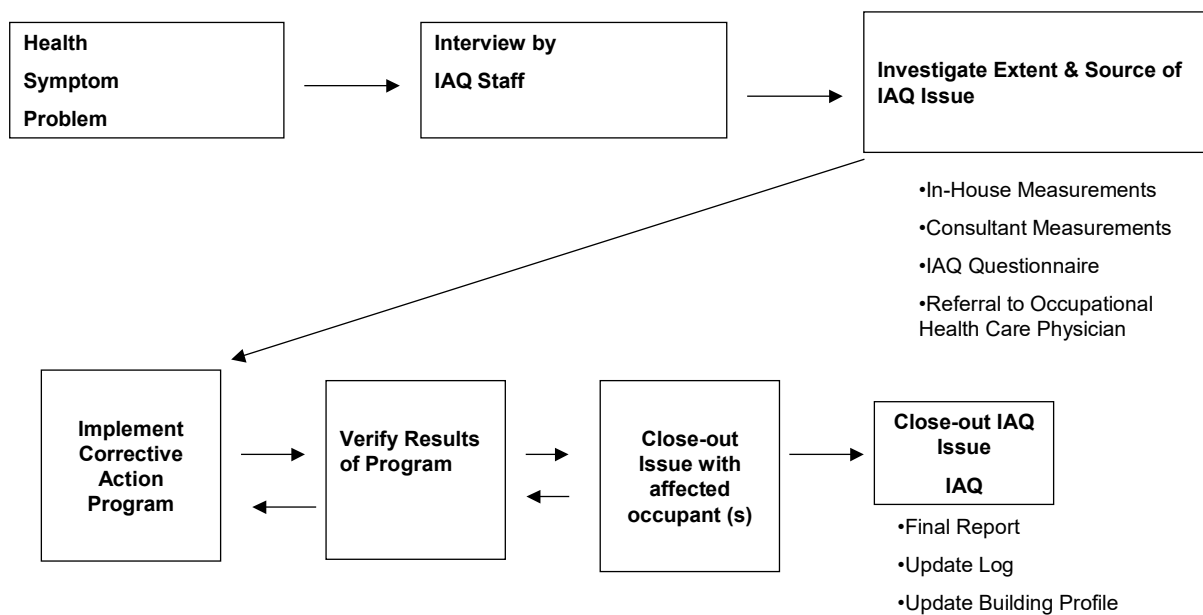 Health
Symptom
Problem
Interview by
IAQ Staff
Investigate Extent & Source of
IAQ Issue
•In-House Measurements
•Consultant Measurements
•IAQ Questionnaire
•Referral to Occupational
Health Care Physician
Implement
Corrective
Action
Program
Verify Results
of Program
Close-out
Issue with
affected
occupant (s)
Close-out IAQ
Issue
IAQ
•Final Report
•Update Log
•Update Building Profile